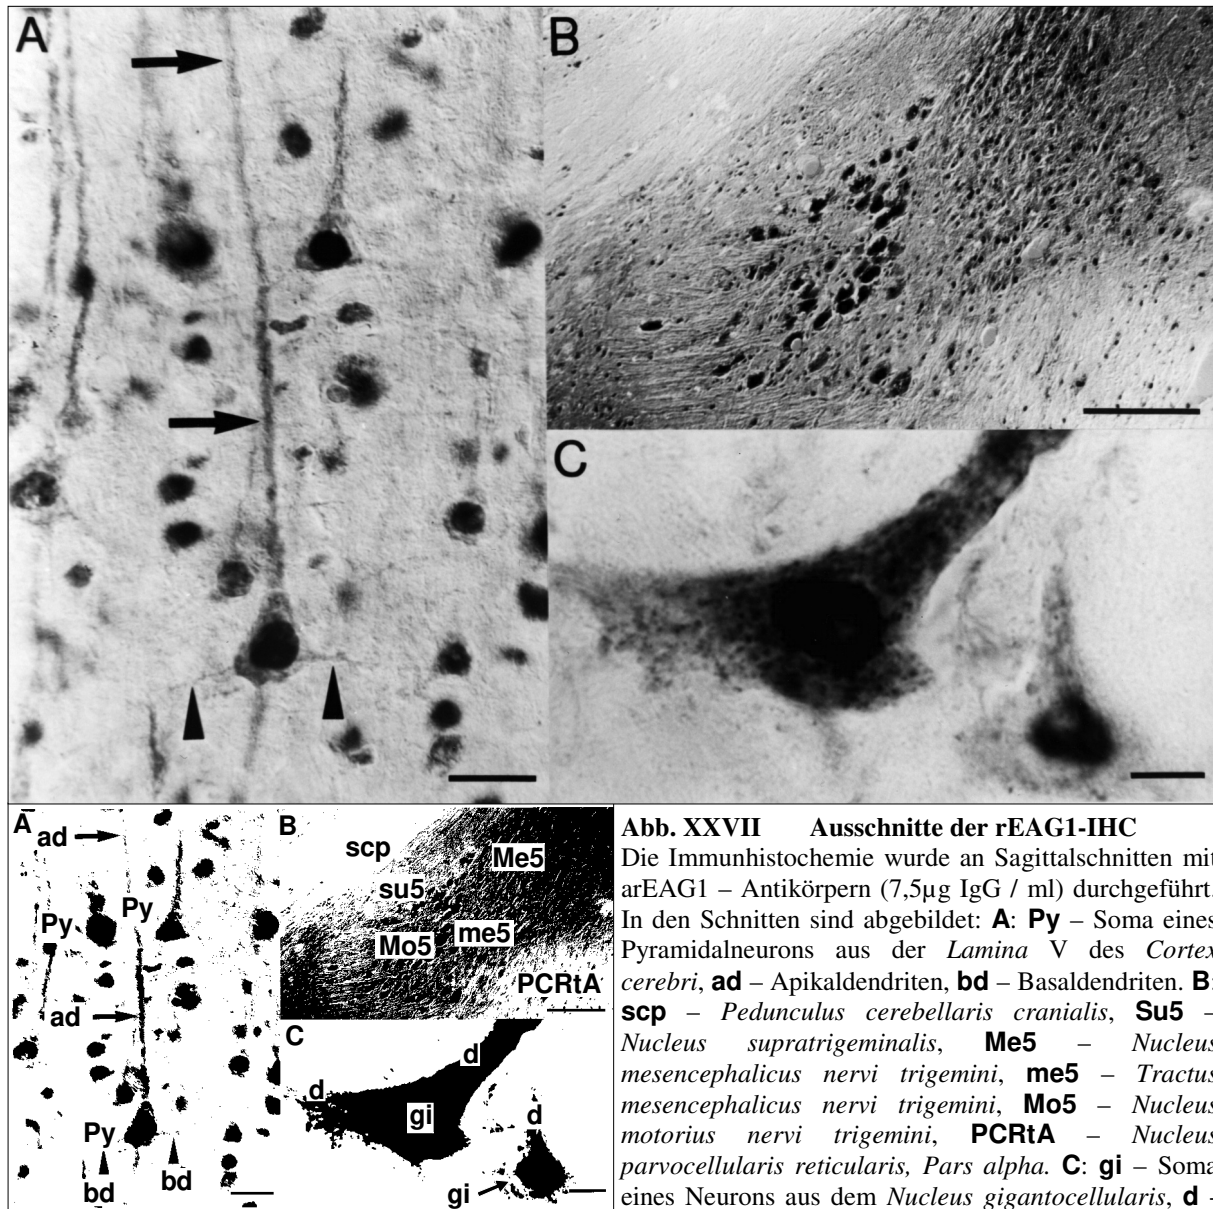 A
B
C
A
ad
Py
Py
ad
Py
bd
bd
B
scp
Me5
su5
Mo5
me5
PCRtA
C
d
d
gi
d
gi
Abb. XXVII Ausschnitte der rEAG1-IHC
Die Immunhistochemie wurde an Sagittalschnitten mit
arEAG1 – Antikörpern (7,5µg IgG / ml) durchgeführt.
In den Schnitten sind abgebildet: A: Py – Soma eines
Pyramidalneurons aus der Lamina V des Cortex
cerebri, ad – Apikaldendriten, bd – Basaldendriten. B:
scp – Pedunculus cerebellaris cranialis, Su5 –
Nucleus supratrigeminalis, Me5 – Nucleus
mesencephalicus nervi trigemini, me5 – Tractus
mesencephalicus nervi trigemini, Mo5 – Nucleus
motorius nervi trigemini, PCRtA – Nucleus
parvocellularis reticularis, Pars alpha. C: gi – Soma
eines Neurons aus dem Nucleus gigantocellularis, d –